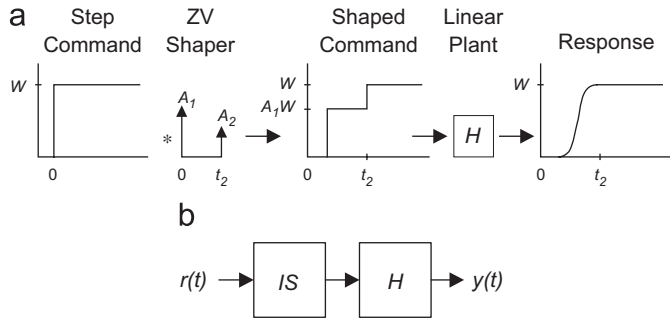 a
Step Command
ZV Shaper
Shaped Command
Linear Plant
Response
W
0
*
A₁
A₂
0
t₂
W
A₁W
0
t₂
H
W
0
t₂
b
r(t)
IS
H
y(t)